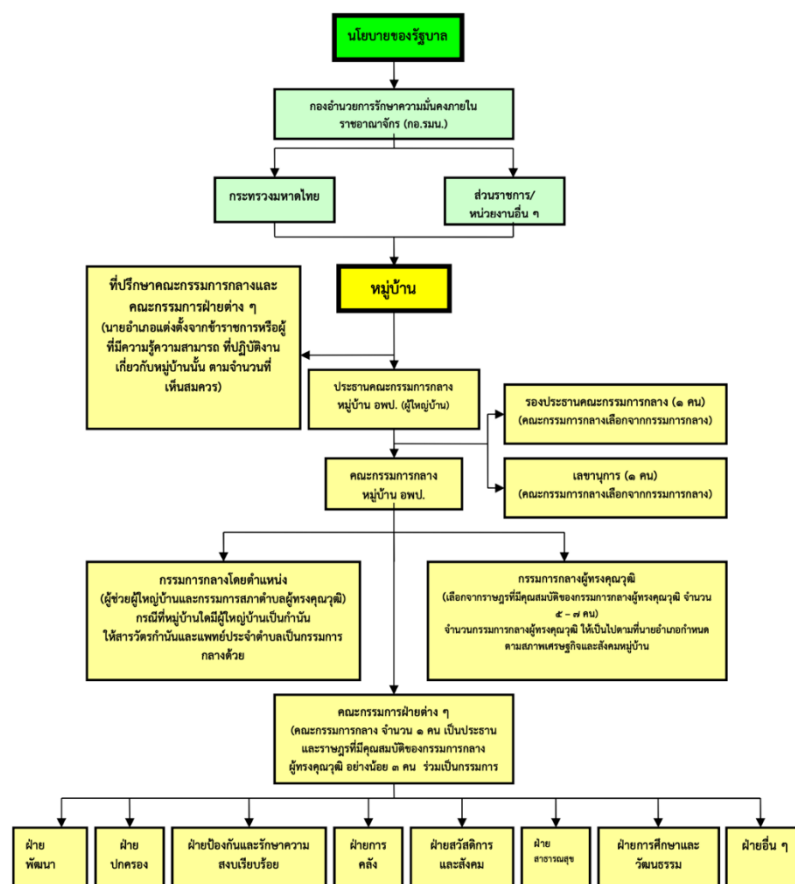 นโยบายของรัฐบาล
กองอำนวยการรักษาความมั่นคงภายใน
ราชอาณาจักร (กอ.รมน.)
กระทรวงมหาดไทย
ส่วนราชการ/
หน่วยงานอื่น ๆ
หมู่บ้าน
ที่ปรึกษาคณะกรรมการกลางและ
คณะกรรมการฝ่ายต่าง ๆ
(นายอำเภอแต่งตั้งจากข้าราชการหรือผู้
ที่มีความรู้ความสามารถ ที่ปฏิบัติงาน
เกี่ยวกับหมู่บ้านนั้น ตามจำนวนที่
เห็นสมควร)
ประธานคณะกรรมการกลาง
หมู่บ้าน อพป. (ผู้ใหญ่บ้าน)
รองประธานคณะกรรมการกลาง (๑ คน)
(คณะกรรมการกลางเลือกจากกรรมการกลาง)
คณะกรรมการกลาง
หมู่บ้าน อพป.
เลขานุการ (๑ คน)
(คณะกรรมการกลางเลือกจากกรรมการกลาง)
กรรมการกลางโดยตำแหน่ง
(ผู้ช่วยผู้ใหญ่บ้านและกรรมการสภาตำบลผู้ทรงคุณวุฒิ)
กรณีที่หมู่บ้านใดมีผู้ใหญ่บ้านเป็นกำนัน
ให้สารวัตรกำนันและแพทย์ประจำตำบลเป็นกรรมการ
กลางด้วย
กรรมการกลางผู้ทรงคุณวุฒิ
(เลือกจากราษฎรที่มีคุณสมบัติของกรรมการกลางผู้ทรงคุณวุฒิ จำนวน
๕ – ๗ คน)
จำนวนกรรมการกลางผู้ทรงคุณวุฒิ ให้เป็นไปตามที่นายอำเภอกำหนด
ตามสภาพเศรษฐกิจและสังคมหมู่บ้าน
คณะกรรมการฝ่ายต่าง ๆ
(คณะกรรมการกลาง จำนวน ๑ คน เป็นประธาน
และราษฎรที่มีคุณสมบัติของกรรมการกลาง
ผู้ทรงคุณวุฒิ อย่างน้อย ๓ คน ร่วมเป็นกรรมการ
ฝ่าย
พัฒนา
ฝ่าย
ปกครอง
ฝ่ายป้องกันและรักษาความ
สงบเรียบร้อย
ฝ่ายการ
คลัง
ฝ่ายสวัสดิการ
และสังคม
ฝ่าย
สาธารณสุข
ฝ่ายการศึกษาและ
วัฒนธรรม
ฝ่ายอื่น ๆ